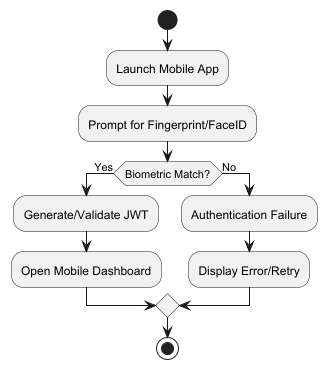 Launch Mobile App
Prompt for Fingerprint/FaceID
Biometric Match?
Yes
No
Generate/Validate JWT
Authentication Failure
Open Mobile Dashboard
Display Error/Retry